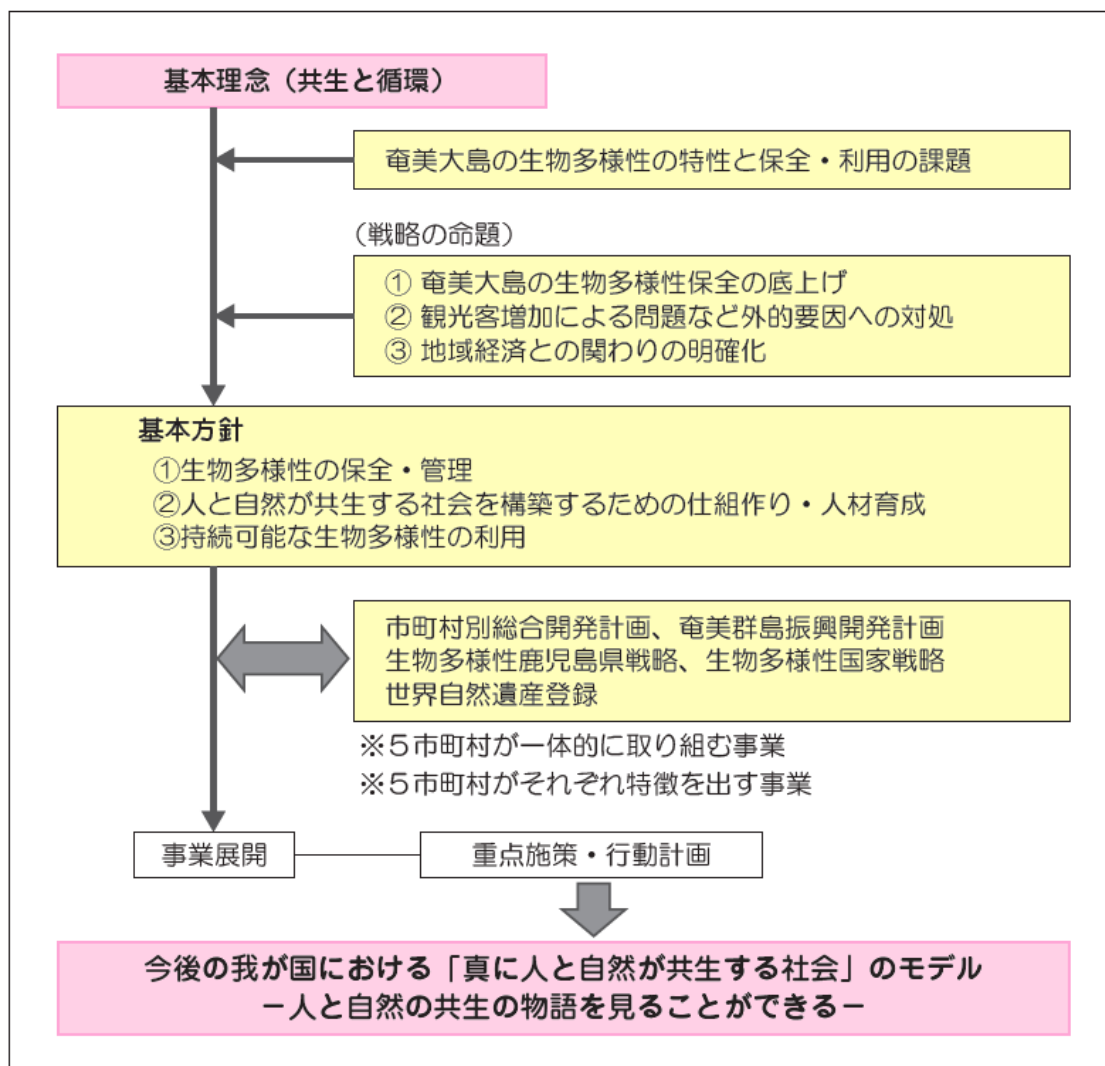 基本理念（共生と循環）
奄美大島の生物多様性の特性と保全・利用の課題
（戦略の命題）
① 奄美大島の生物多様性保全の底上げ
② 観光客増加による問題など外的要因への対処
③ 地域経済との関わりの明確化
基本方針
①生物多様性の保全・管理
②人と自然が共生する社会を構築するための仕組作り・人材育成
③持続可能な生物多様性の利用
市町村別総合開発計画、奄美群島振興開発計画
生物多様性鹿児島県戦略、生物多様性国家戦略
世界自然遺産登録
※５市町村が一体的に取り組む事業
※５市町村がそれぞれ特徴を出す事業
事業展開
重点施策・行動計画
今後の我が国における「真に人と自然が共生する社会」のモデル
－人と自然の共生の物語を見ることができる－